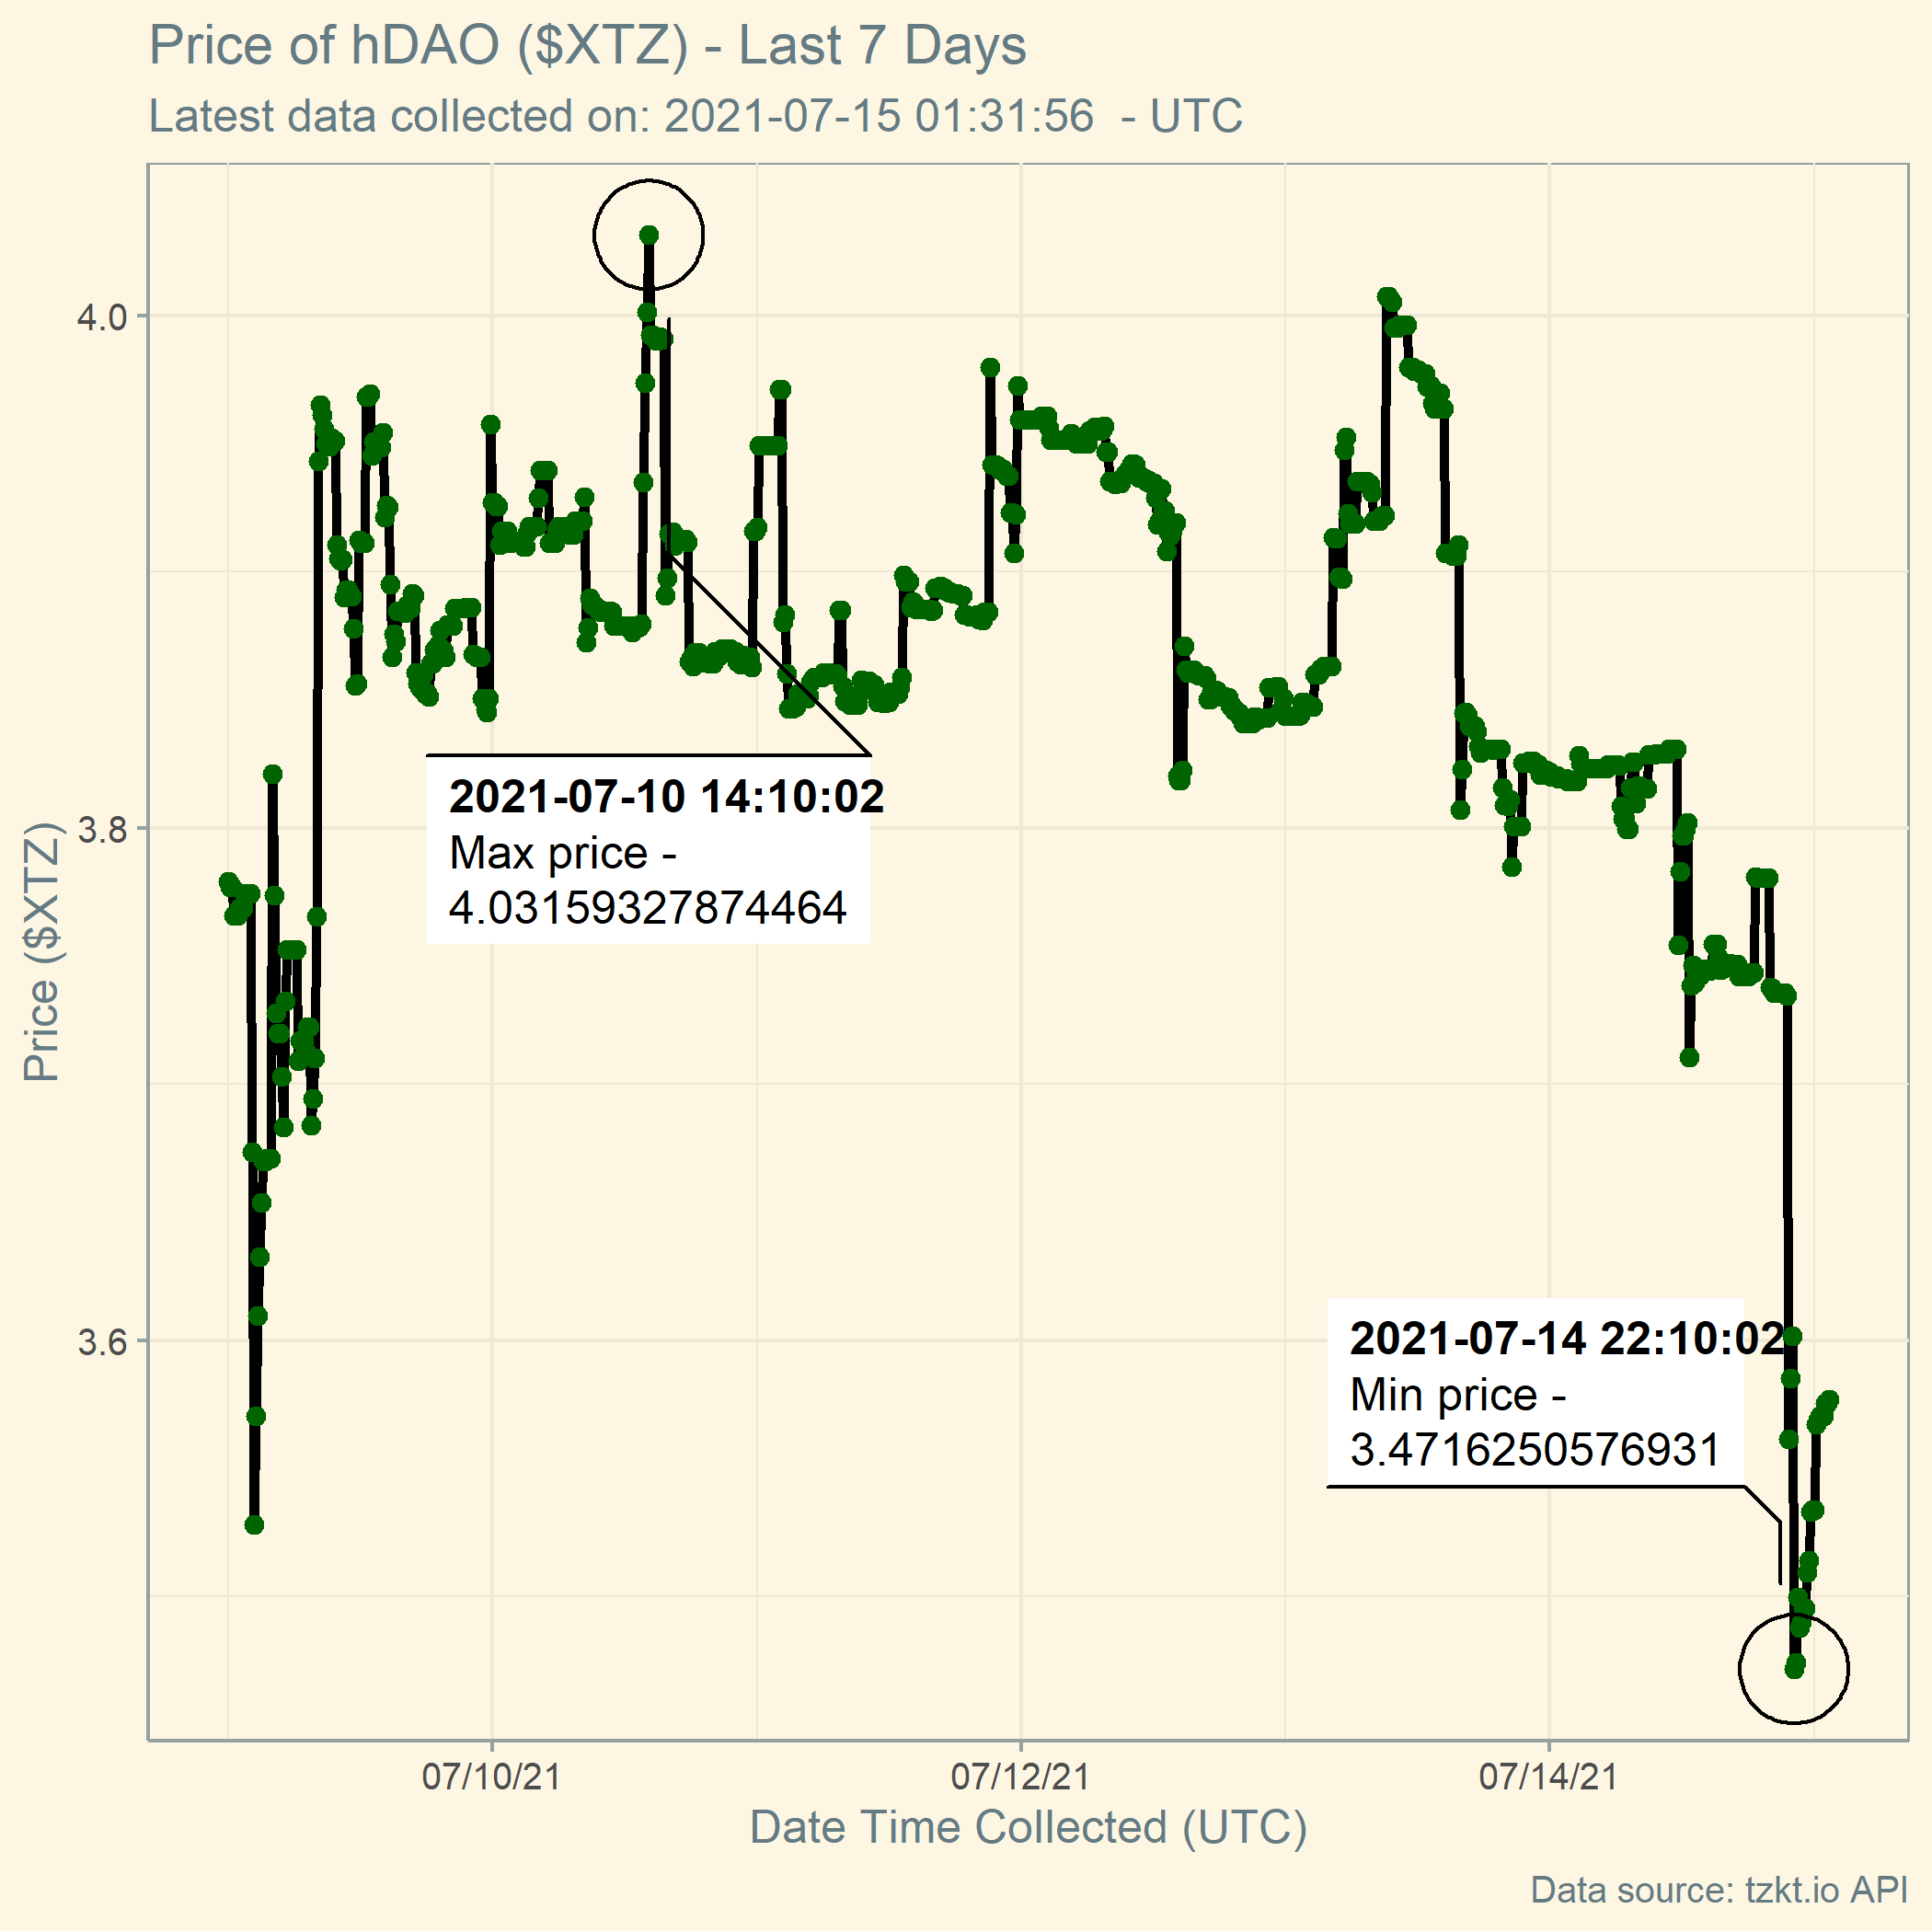 Price of hDAO ($XTZ) - Last 7 Days
Latest data collected on: 2021-07-15 01:31:56  - UTC
4.0
3.8
3.6
Price ($XTZ)
2021-07-10 14:10:02
Max price -
4.03159327874464
2021-07-14 22:10:02
Min price -
3.4716250576931
07/10/21
07/12/21
07/14/21
Date Time Collected (UTC)
Data source: tzkt.io API